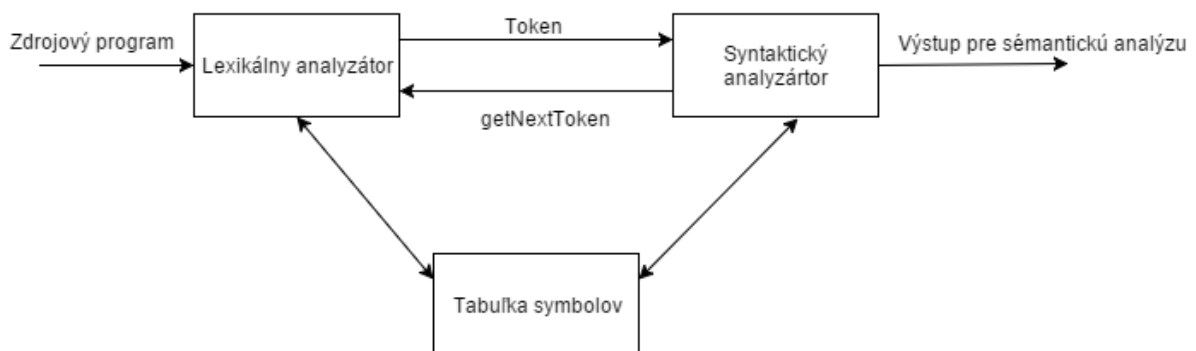 Token
Zdrojový program
Lexikálny analyzátor
Syntaktický
analyzártor
Výstup pre sémantickú analýzu
getNextToken
Tabuľka symbolov